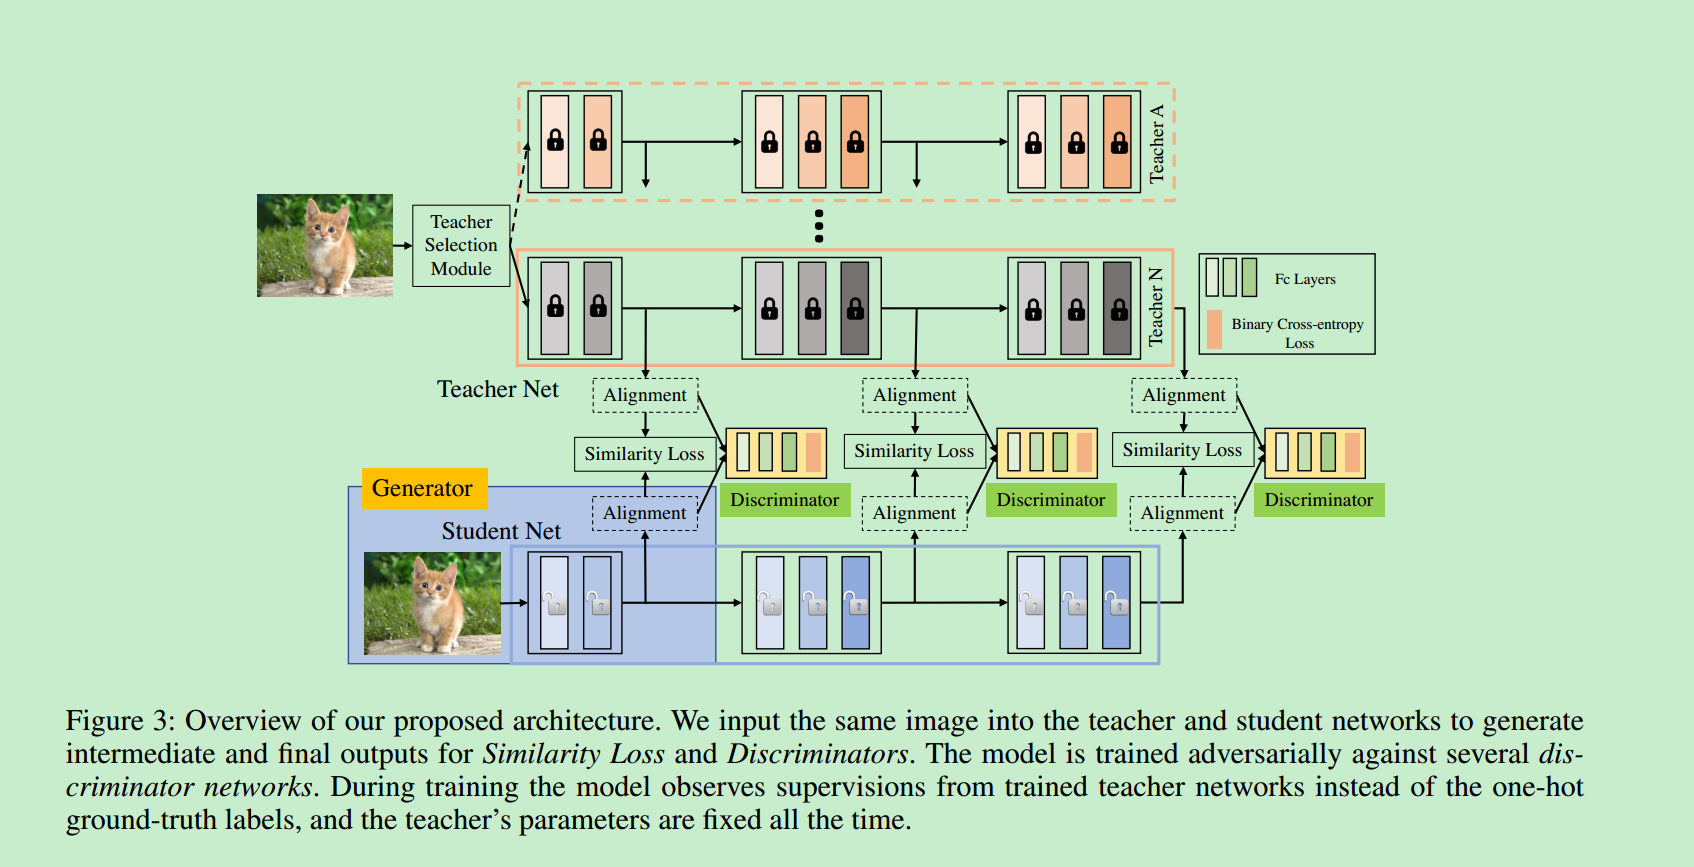 Teacher A
Teacher
Selection
Module
Teacher N
Fc Layers
Binary Cross-entropy
Loss
Teacher Net
Alignment
Alignment
Alignment
Similarity Loss
Similarity Loss
Similarity Loss
Generator
Discriminator
Discriminator
Discriminator
Alignment
Alignment
Alignment
Student Net
Figure 3: Overview of our proposed architecture. We input the same image into the teacher and student networks to generate
intermediate and final outputs for Similarity Loss and Discriminators. The model is trained adversarially against several dis-
criminator networks. During training the model observes supervisions from trained teacher networks instead of the one-hot
ground-truth labels, and the teacher's parameters are fixed all the time.